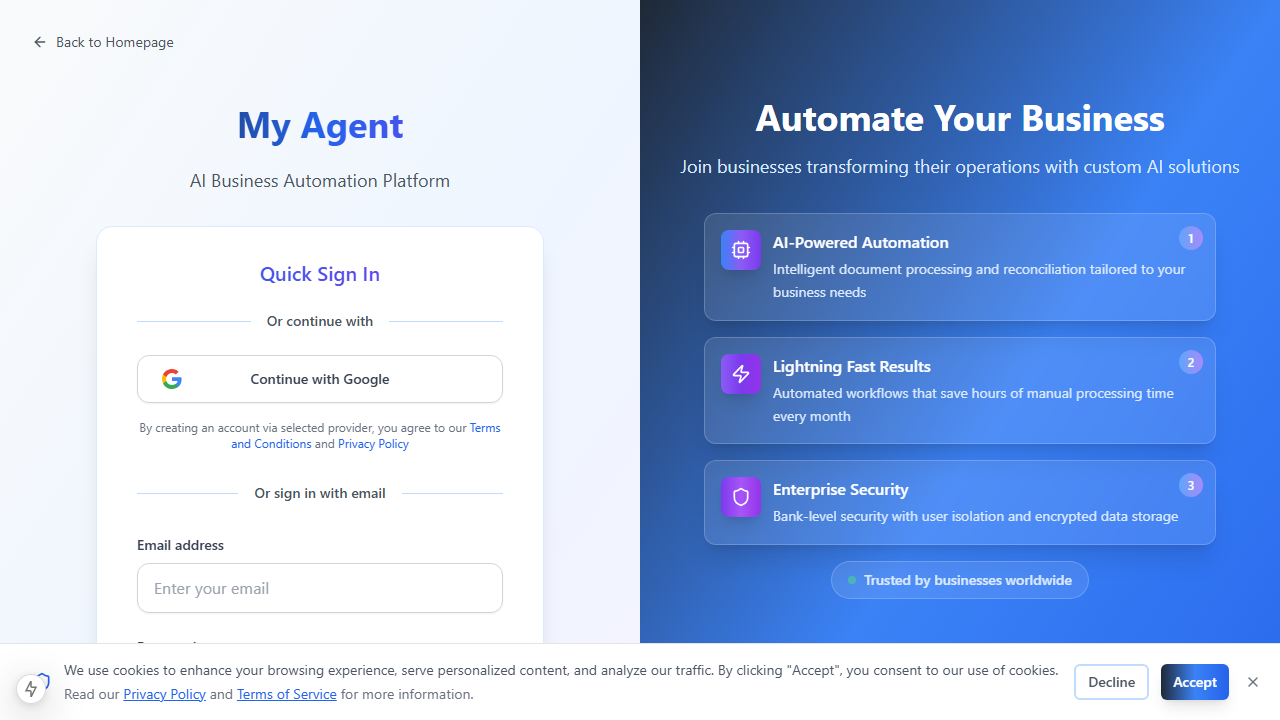 Back to Homepage
My Agent
AI Business Automation Platform
Quick Sign In
Or continue with
Continue with Google
By creating an account via selected provider, you agree to our Terms
and Conditions and Privacy Policy
Or sign in with email
Email address
Enter your email
Automate Your Business
Join businesses transforming their operations with custom AI solutions
AI-Powered Automation
1
Intelligent document processing and reconciliation tailored to your
business needs
Lightning Fast Results
2
Automated workflows that save hours of manual processing time
every month
Enterprise Security
3
Bank-level security with user isolation and encrypted data storage
Trusted by businesses worldwide
We use cookies to enhance your browsing experience, serve personalized content, and analyze our traffic. By clicking "Accept", you consent to our use of cookies.
Read our Privacy Policy and Terms of Service for more information.
Decline
Accept